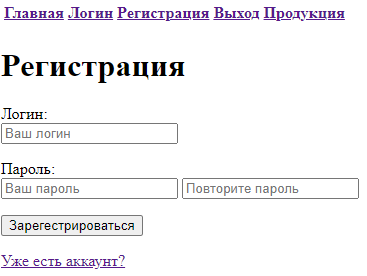 Главная Логин Регистрация Выход Продукция
Регистрация
Логин:
Ваш логин
Пароль:
Ваш пароль Повторите пароль
Зарегестрироваться
Уже есть аккаунт?